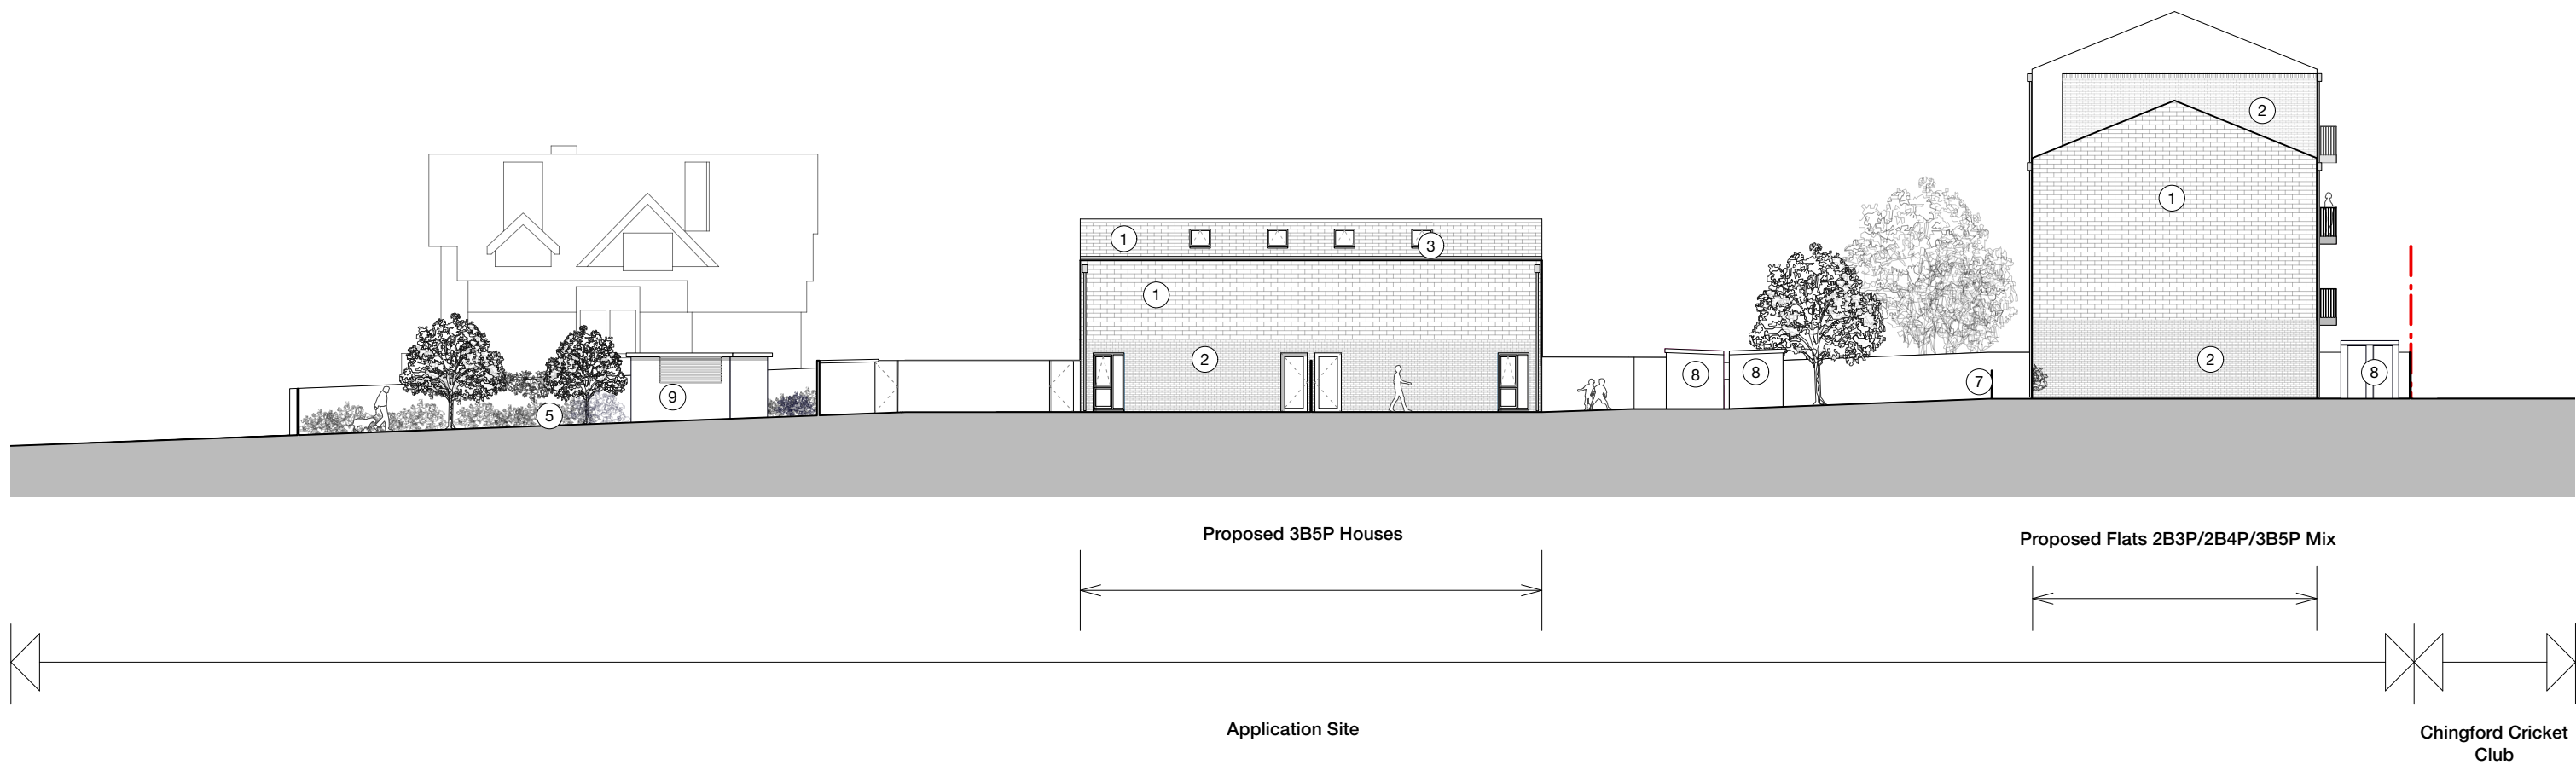 2
1
1
3
1
2
2
8
8
7
8
9
5
Proposed 3B5P Houses
Proposed Flats 2B3P/2B4P/3B5P Mix
Application Site
Chingford Cricket
Club